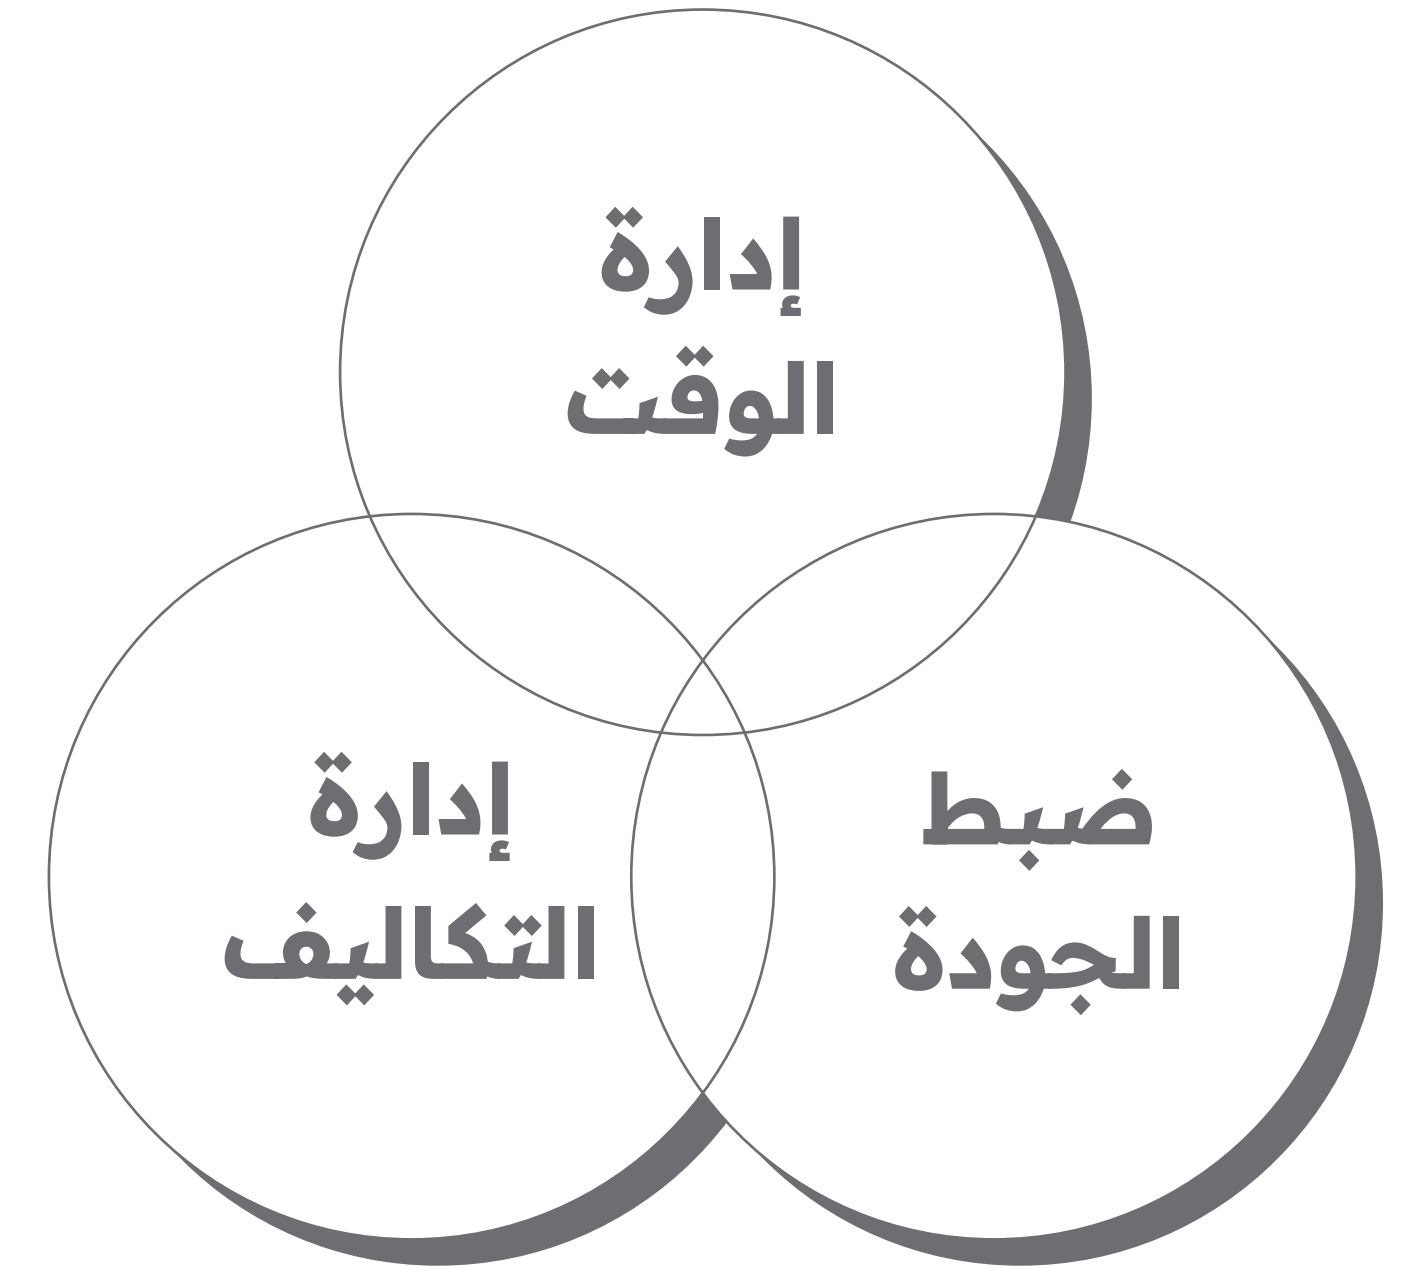 إدارة
الوقت
ضبط
الجودة
إدارة
التكاليف